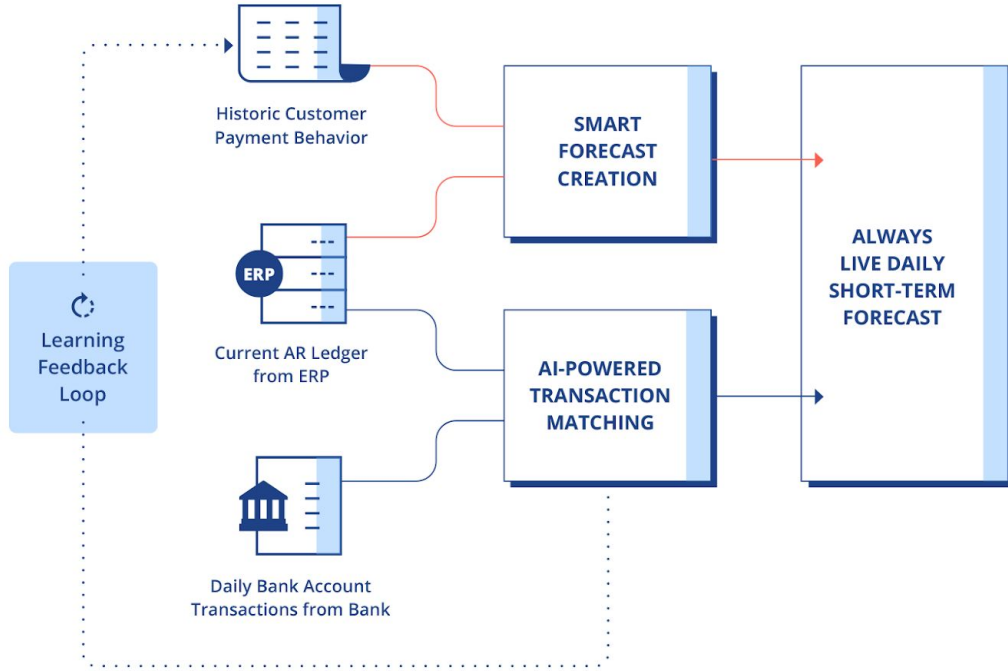 Historic Customer
Payment Behavior
SMART
FORECAST
CREATION
ERP
Current AR Ledger
from ERP
ALWAYS
LIVE DAILY
SHORT-TERM
FORECAST
Learning
Feedback
Loop
AI-POWERED
TRANSACTION
MATCHING
Daily Bank Account
Transactions from Bank